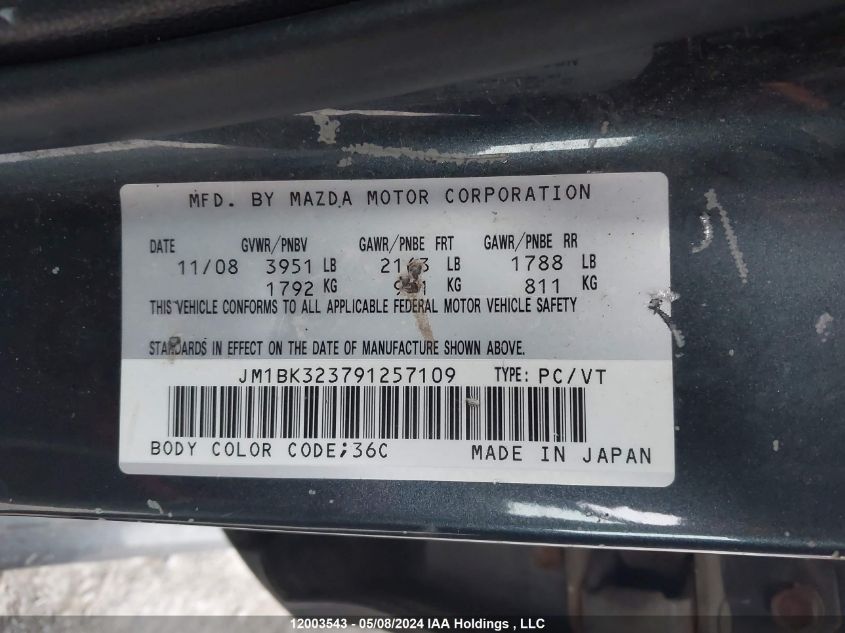 MFD. BY MAZDA MOTOR CORPORATION
DATE GVWR/PNBV GAWR/PNBE FRT GAWR/PNBE RR
11/08 3951 LB LB 1788 LB
1792 KG KG 811 KG
THIS VEHICLE CONFORMS TO ALL APPLICABLE FEDERAL MOTOR VEHICLE SAFETY
STANDARDS IN EFFECT ON THE DATE OF MANUFACTURE SHOWN ABOVE.
JM1BK323791257109 TYPE: PC/VT
BODY COLOR CODE;36C MADE IN JAPAN
12003543 - 05/08/2024 IAA Holdings , LLC